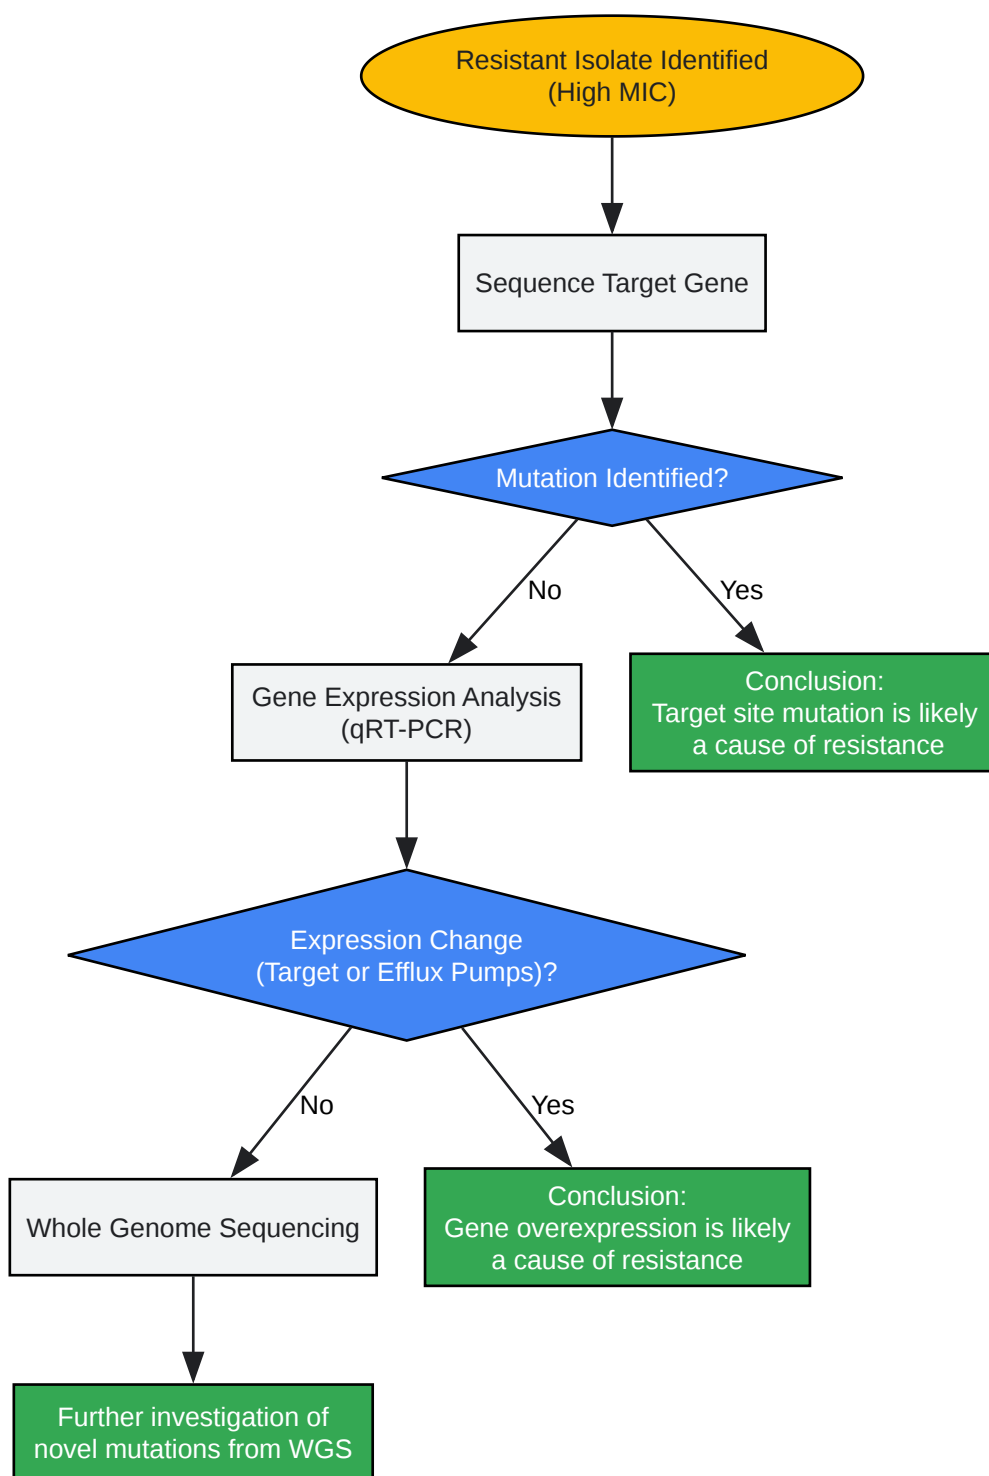 Resistant Isolate Identified
(High MIC)
Sequence Target Gene
Mutation Identified?
No
Yes
Gene Expression Analysis
(qRT-PCR)
Conclusion:
Target site mutation is likely
a cause of resistance
Expression Change
(Target or Efflux Pumps)?
No
Yes
Whole Genome Sequencing
Conclusion:
Gene overexpression is likely
a cause of resistance
Further investigation of
novel mutations from WGS